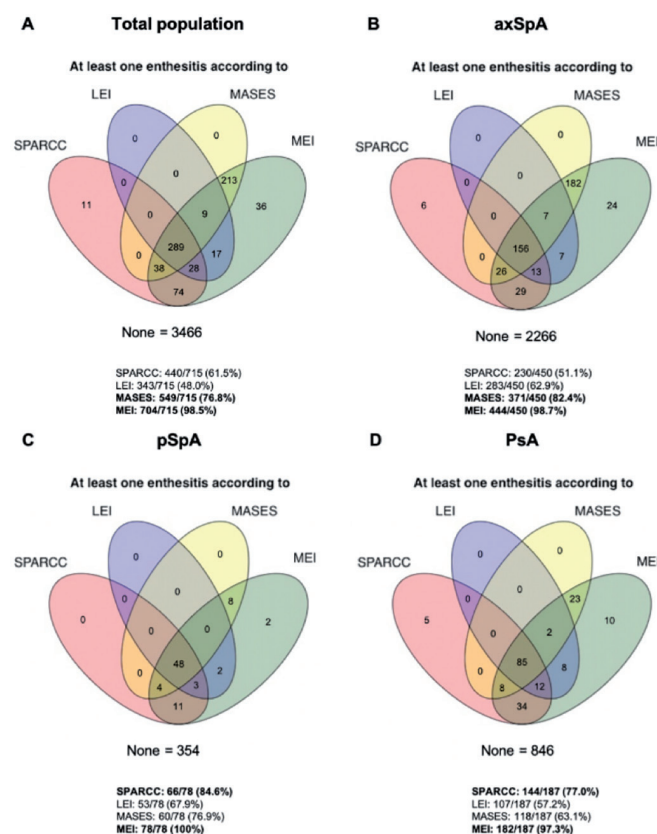 A Total population
At least one enthesitis according to
LEI MASES
SPARCC MEI
0 0
11 0 0 213 36
0 9
289
0 38 28 17
74
None = 3466
SPARCC: 440/715 (61.5%)
LEI: 343/715 (48.0%)
MASES: 549/715 (76.8%)
MEI: 704/715 (98.5%)
B axSpA
At least one enthesitis according to
LEI MASES
SPARCC MEI
0 0
6 0 0 182 24
0 7
156
0 26 13 7
29
None = 2266
SPARCC: 230/450 (51.1%)
LEI: 283/450 (62.9%)
MASES: 371/450 (82.4%)
MEI: 444/450 (98.7%)
C pSpA
At least one enthesitis according to
LEI MASES
SPARCC MEI
0 0
0 0 0 8 2
0 0
48
0 4 3 2
11
None = 354
SPARCC: 66/78 (84.6%)
LEI: 53/78 (67.9%)
MASES: 60/78 (76.9%)
MEI: 78/78 (100%)
D PsA
At least one enthesitis according to
LEI MASES
SPARCC MEI
0 0
5 0 0 23 10
0 2
85
0 8 12 8
34
None = 846
SPARCC: 144/187 (77.0%)
LEI: 107/187 (57.2%)
MASES: 118/187 (63.1%)
MEI: 182/187 (97.3%)